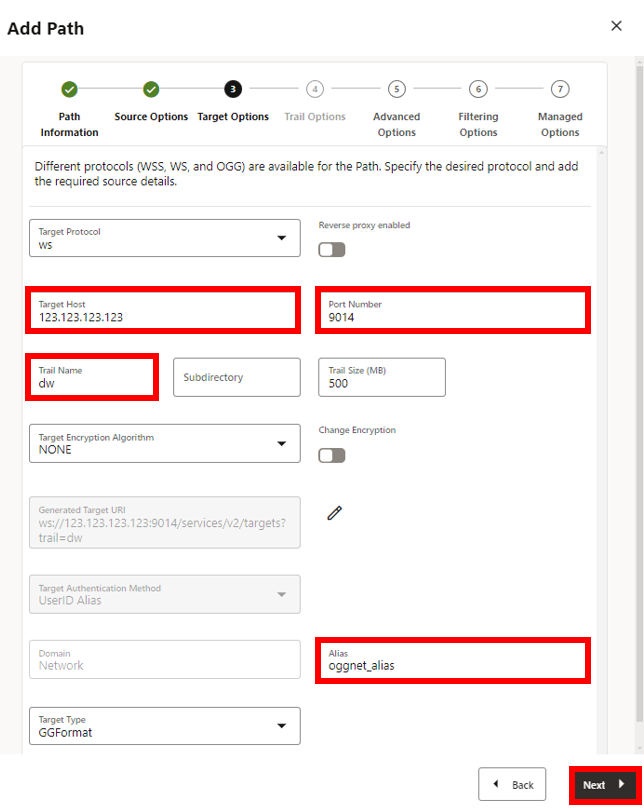 Add Path
3 4 5 6 7
Path Source Options Target Options Trail Options Advanced Filtering Managed
Information Options Options Options
Different protocols (WSS, WS, and OGG) are available for the Path. Specify the desired protocol and add
the required source details.
Target Protocol
ws
Reverse proxy enabled
Target Host
123.123.123.123
Port Number
9014
Trail Name
dw
Subdirectory
Trail Size (MB)
500
Target Encryption Algorithm
NONE
Change Encryption
Generated Target URI
ws://123.123.123.123:9014/services/v2/targets?
trail=dw
Target Authentication Method
UserID Alias
Domain
Network
Alias
oggnet_alias
Target Type
GGFormat
Back
Next